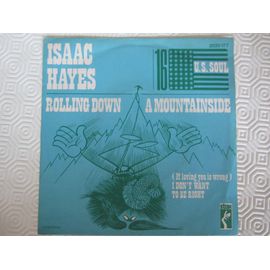 ISAAC
HAYES
16
U.S. SOUL
ROLLING DOWN A MOUNTAINSIDE
( If loving you is wrong )
I DON'T WANT
TO BE RIGHT